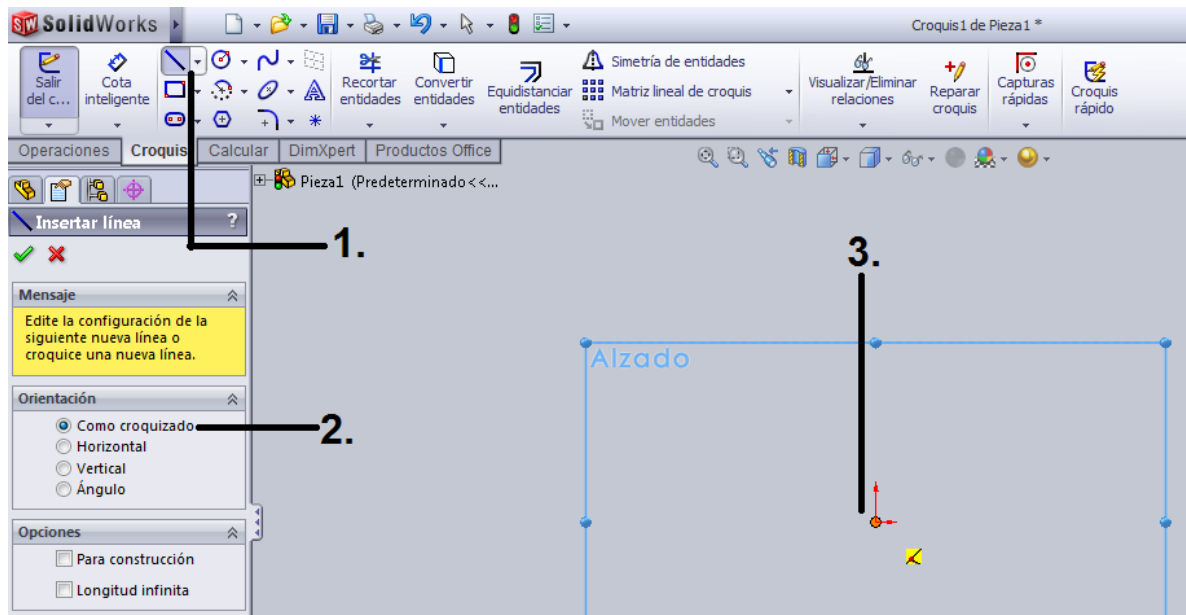 SolidWorks
Croquis1 de Pieza1 *
Salir del c...
Cota inteligente
Recortar entidades
Convertir entidades
Equidistanciar entidades
Simetría de entidades
Matriz lineal de croquis
Mover entidades
Visualizar/Eliminar relaciones
Reparar croquis
Capturas rápidas
Croquis rápido
Operaciones Croquis Calcular DimXpert Productos Office
Pieza1 (Predeterminado<<...
Insertar línea ?
1.
3.
Mensaje
Edite la configuración de la
siguiente nueva línea o
croquice una nueva línea.
Alzado
Orientación
Como croquizado
2.
Horizontal
Vertical
Ángulo
Opciones
Para construcción
Longitud infinita